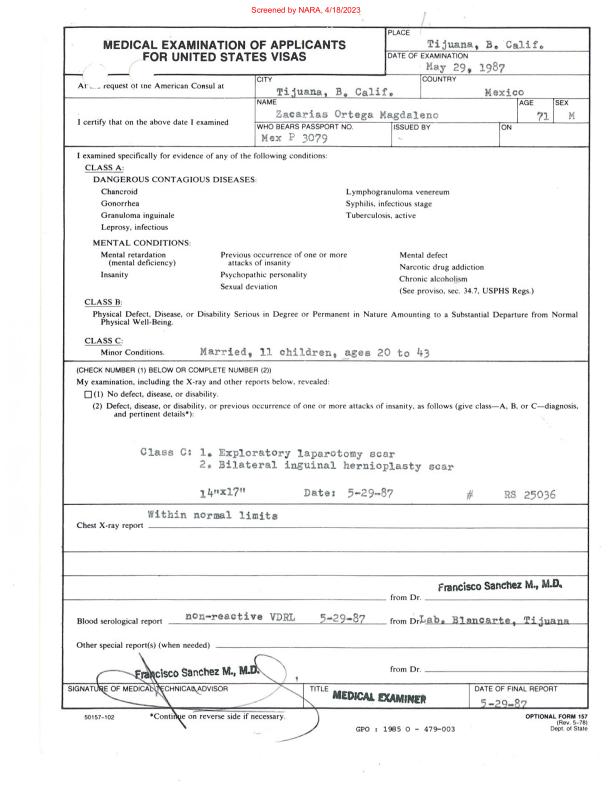 Screened by NARA, 4/18/2023
MEDICAL EXAMINATION OF APPLICANTS
FOR UNITED STATES VISAS
PLACE
Tijuana, B. Calif.
DATE OF EXAMINATION
May 29, 1987
At request of the American Consul at
CITY
Tijuana, B. Calif.
COUNTRY
Mexico
I certify that on the above date I examined
NAME
Zacarias Ortega Magdaleno
AGE
71
SEX
M
WHO BEARS PASSPORT NO.
Mex P 3079
ISSUED BY
-
ON
I examined specifically for evidence of any of the following conditions:
CLASS A:
DANGEROUS CONTAGIOUS DISEASES:
Chancroid
Gonorrhea
Granuloma inguinale
Leprosy, infectious
Lymphogranuloma venereum
Syphilis, infectious stage
Tuberculosis, active
MENTAL CONDITIONS:
Mental retardation
(mental deficiency)
Insanity
Previous occurrence of one or more
attacks of insanity
Psychopathic personality
Sexual deviation
Mental defect
Narcotic drug addiction
Chronic alcoholism
(See proviso, sec. 34.7, USPHS Regs.)
CLASS B:
Physical Defect, Disease, or Disability Serious in Degree or Permanent in Nature Amounting to a Substantial Departure from Normal
Physical Well-Being.
CLASS C:
Minor Conditions. Married, 11 children, ages 20 to 43
(CHECK NUMBER (1) BELOW OR COMPLETE NUMBER (2))
My examination, including the X-ray and other reports below, revealed:
(1) No defect, disease, or disability.
(2) Defect, disease, or disability, or previous occurrence of one or more attacks of insanity, as follows (give class—A, B, or C—diagnosis,
and pertinent details*):
Class C: 1. Exploratory laparotomy scar
2. Bilateral inguinal hernioplasty scar
14"x17" Date: 5-29-87 # RS 25036
Within normal limits
Chest X-ray report
Francisco Sanchez M., M.D.
from Dr.
Blood serological report non-reactive VDRL 5-29-87 from Dr. Lab. Blancarte, Tijuana
Other special report(s) (when needed)
Francisco Sanchez M., M.D.
from Dr.
SIGNATURE OF MEDICAL TECHNICAL ADVISOR
TITLE
MEDICAL EXAMINER
DATE OF FINAL REPORT
5-29-87
50157-102
*Continue on reverse side if necessary.
GPO : 1985 O - 479-003
OPTIONAL FORM 157
(Rev. 5-78)
Dept. of State